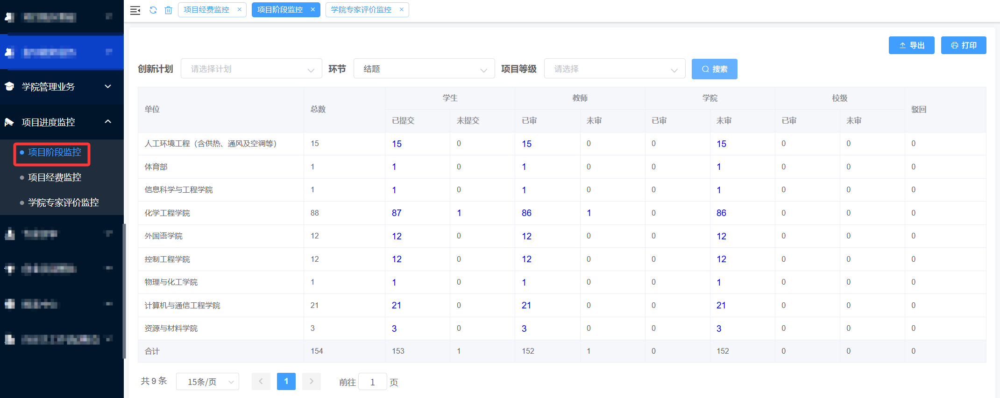 项目经费监控 ×
项目阶段监控 ×
学院专家评价监控 ×
学院管理业务
项目进度监控
项目阶段监控
项目经费监控
学院专家评价监控
导出
打印
创新计划 请选择计划 环节 结题 项目等级 请选择 搜索
单位 总数 学生 教师 学院 校级 驳回
已提交 未提交 已审 未审 已审 未审 已审 未审
人工环境工程（含供热、通风及空调等） 15 15 0 15 0 0 15 0 0 0
体育部 1 1 0 1 0 0 1 0 0 0
信息科学与工程学院 1 1 0 1 0 0 1 0 0 0
化学工程学院 88 87 1 86 1 0 86 0 0 0
外国语学院 12 12 0 12 0 0 12 0 0 0
控制工程学院 12 12 0 12 0 0 12 0 0 0
物理与化工学院 1 1 0 1 0 0 1 0 0 0
计算机与通信工程学院 21 21 0 21 0 0 21 0 0 0
资源与材料学院 3 3 0 3 0 0 3 0 0 0
合计 154 153 1 152 1 0 152 0 0 0
共 9 条 15条/页 1 前往 1 页